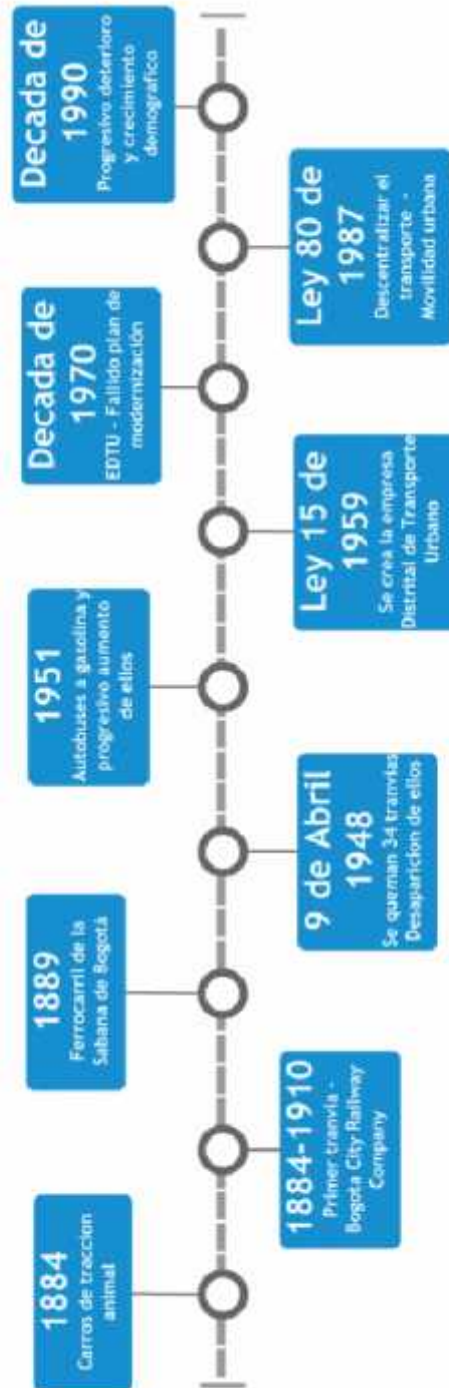 1884
Carros de traccion
animal
1884-1910
Primer tranvia -
Bogota City Railway
Company
1889
Ferrocarril de la
Sabana de Bogotá
9 de Abril
1948
Se queman 34 tranvias
Desaparicion de ellos
1951
Autobuses a gasolina y
progresivo aumento
de ellos
Ley 15 de
1959
Se crea la empresa
Distrital de Transporte
Urbano
Decada de
1970
EDTU - Fallido plan de
modernización
Ley 80 de
1987
Descentralizar el
transporte -
Movilidad urbana
Decada de
1990
Progresivo deterioro
y crecimiento
demografico